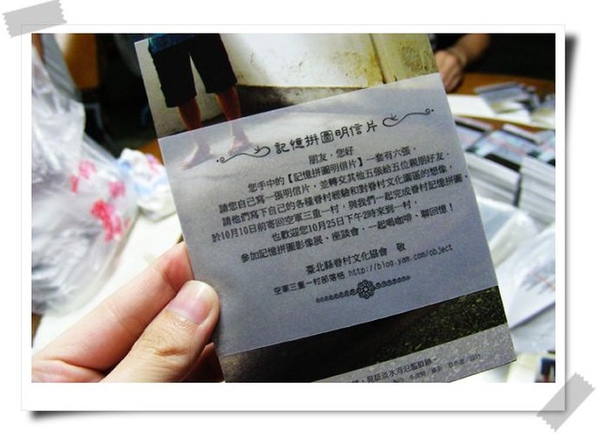 記憶拼圖明信片
朋友，您好
您手中的【記憶拼圖明信片】一套有六張，
請您自己寫一張明信片，並轉交其他五張給五位親朋好友，
請他們寫下自己的各種眷村經驗和對眷村文化園區的想像，
於10月10日前寄回空軍三重一村，與我們一起完成眷村記憶拼圖。
也歡迎您10月25日下午2時來到一村，
參加記憶拼圖影像展、座談會，一起喝咖啡、聊回憶！
臺北縣眷村文化協會 敬
空軍三重一村部落格 http://blog.yam.com/object